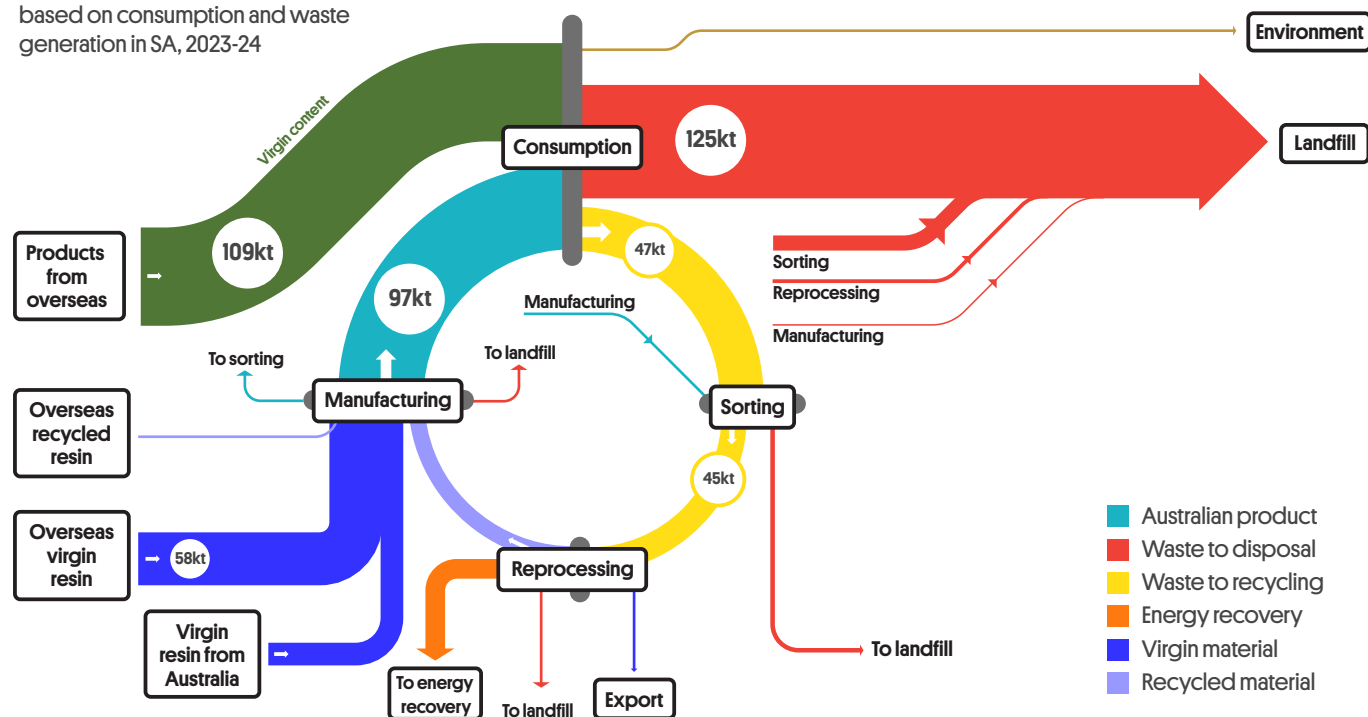 based on consumption and waste
generation in SA, 2023-24
Environment
Virgin content
Consumption
125kt
Landfill
Products
from
overseas
109kt
47kt
Sorting
Reprocessing
Manufacturing
97kt
Manufacturing
To sorting
To landfill
Manufacturing
Sorting
Overseas
recycled
resin
45kt
Overseas
virgin
resin
58kt
Reprocessing
Virgin
resin from
Australia
To energy
recovery
To landfill
Export
To landfill
Australian product
Waste to disposal
Waste to recycling
Energy recovery
Virgin material
Recycled material